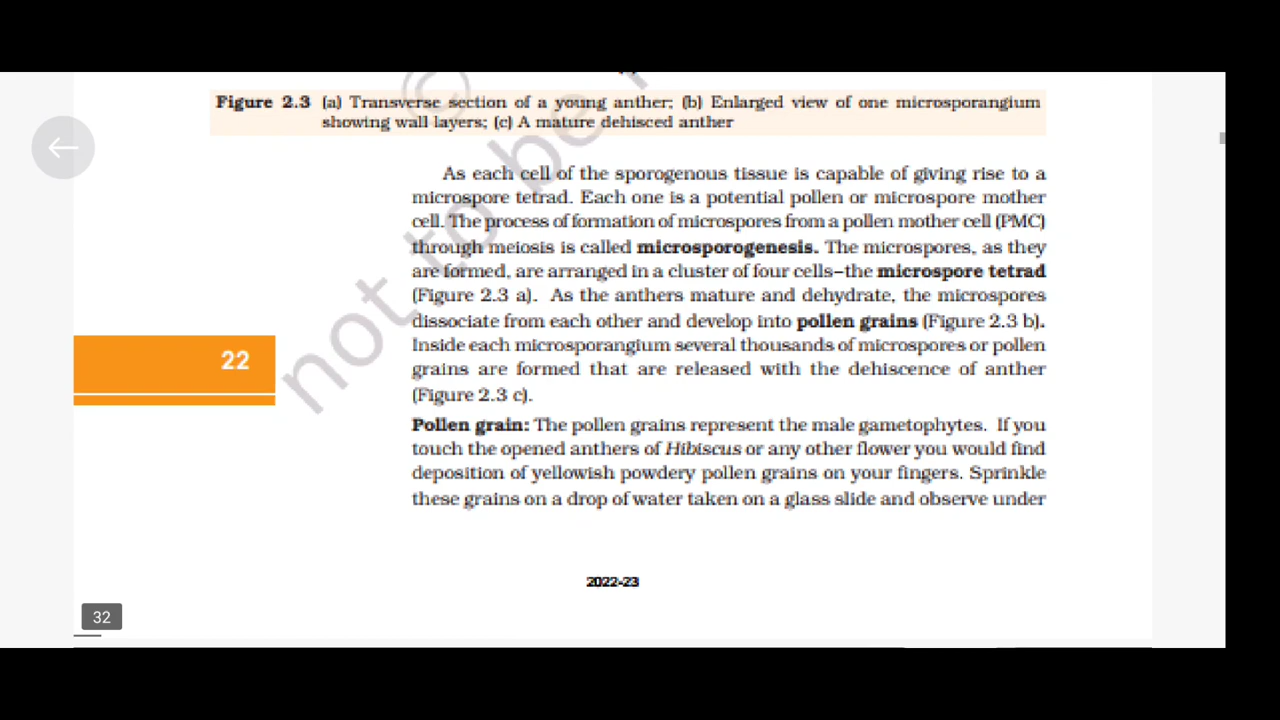 Figure 2.3 (a) Transverse section of a young anther; (b) Enlarged view of one microsporangium
showing wall layers; (c) A mature dehisced anther
© not to be r
As each cell of the sporogenous tissue is capable of giving rise to a
microspore tetrad. Each one is a potential pollen or microspore mother
cell. The process of formation of microspores from a pollen mother cell (PMC)
through meiosis is called microsporogenesis. The microspores, as they
are formed, are arranged in a cluster of four cells–the microspore tetrad
(Figure 2.3 a). As the anthers mature and dehydrate, the microspores
dissociate from each other and develop into pollen grains (Figure 2.3 b).
Inside each microsporangium several thousands of microspores or pollen
grains are formed that are released with the dehiscence of anther
(Figure 2.3 c).
22
Pollen grain: The pollen grains represent the male gametophytes. If you
touch the opened anthers of Hibiscus or any other flower you would find
deposition of yellowish powdery pollen grains on your fingers. Sprinkle
these grains on a drop of water taken on a glass slide and observe under
2022-23
32